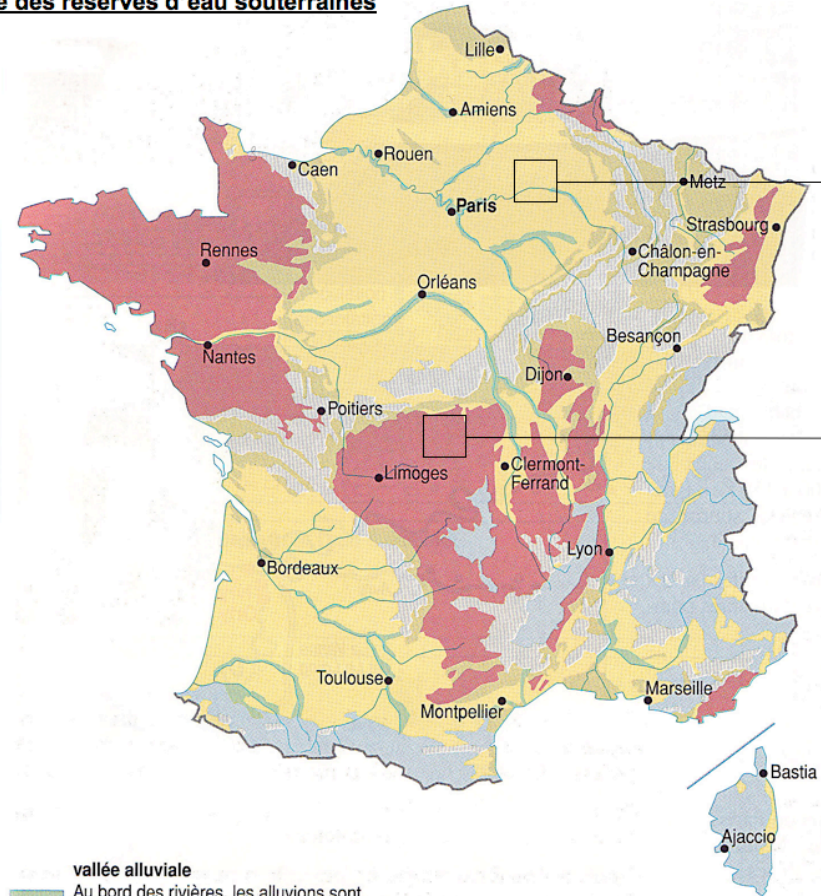 e des réserves d'eau souterraines
Lille
Amiens
Rouen
Caen
Metz
Paris
Strasbourg
Châlon-en-
Champagne
Rennes
Orléans
Besançon
Nantes
Dijon
Poitiers
Clermont-
Ferrand
Limoges
Lyon
Bordeaux
Toulouse
Marseille
Montpellier
Bastia
Ajaccio
vallée alluviale
Au bord des rivières, les alluvions sont